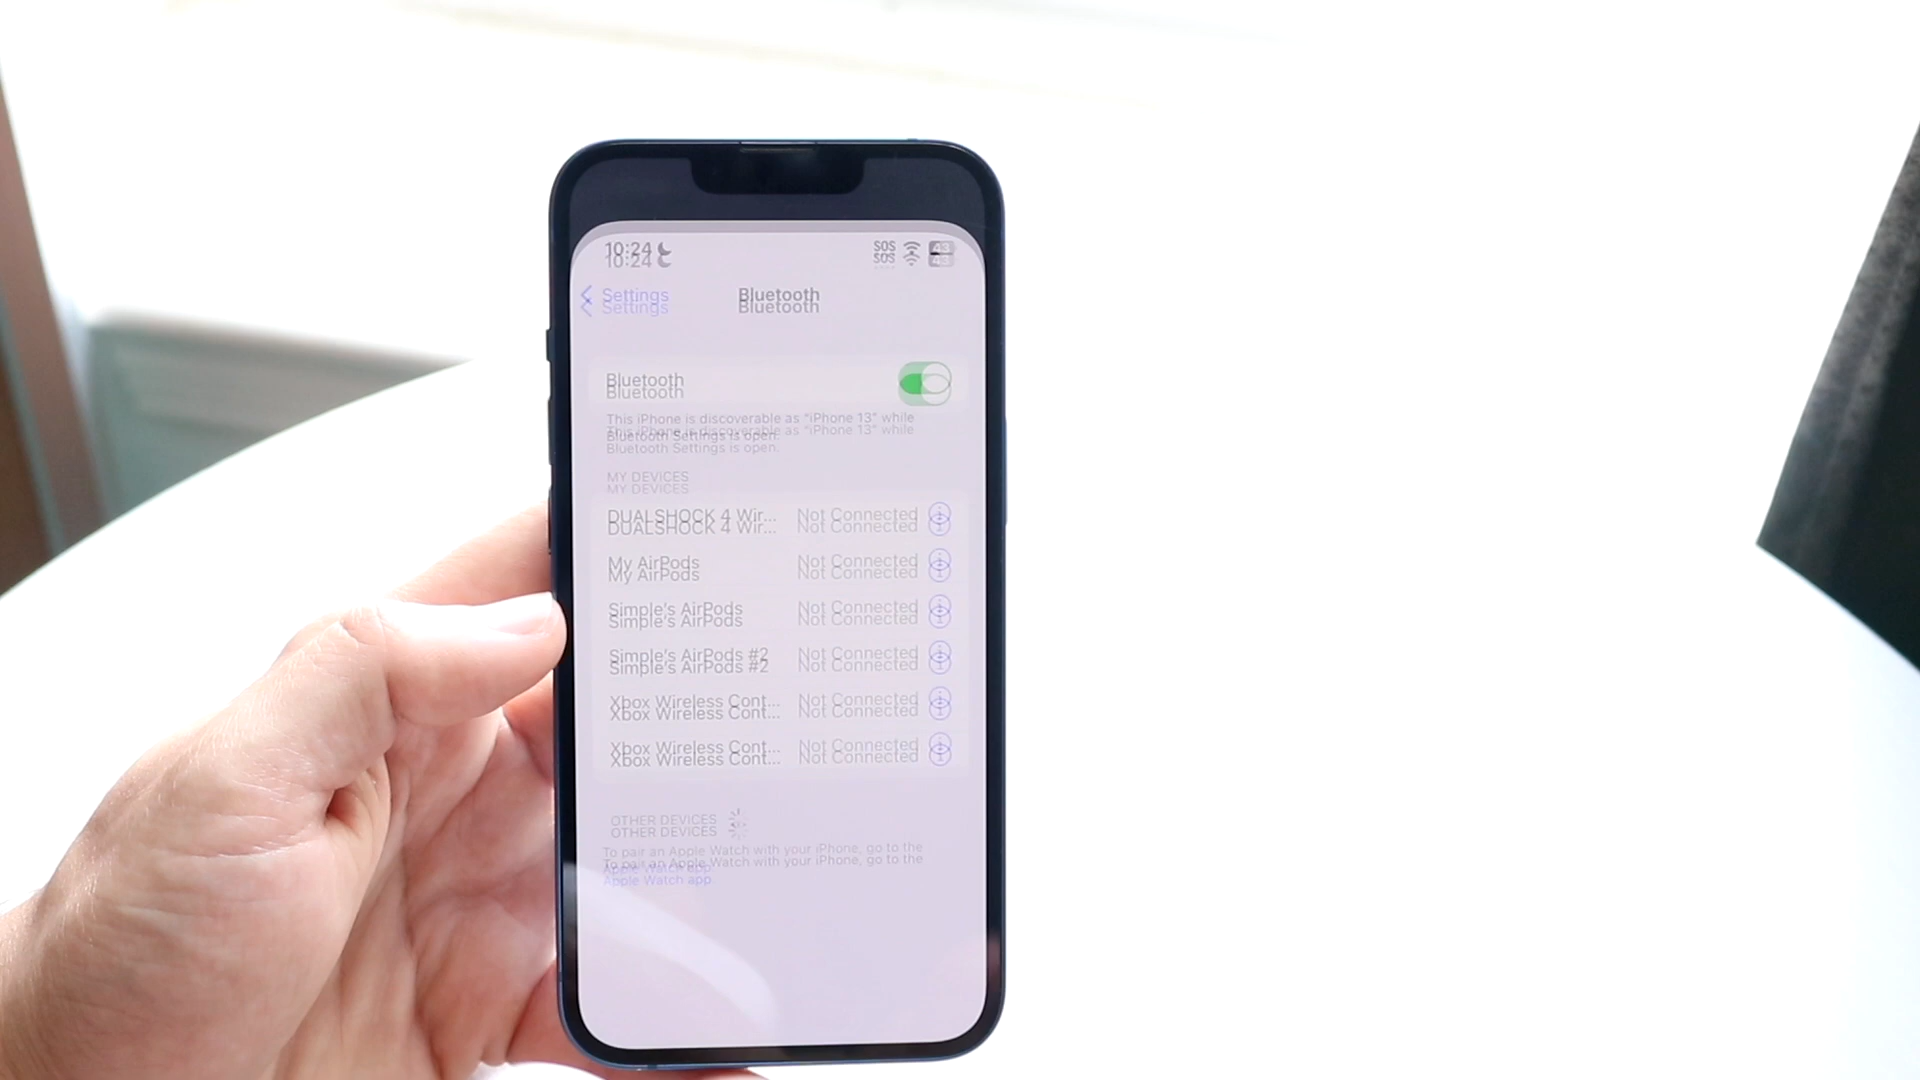 10:24 SOS 43
Settings Bluetooth
Bluetooth
This iPhone is discoverable as “iPhone 13” while
Bluetooth Settings is open.
MY DEVICES
DUALSHOCK 4 Wir... Not Connected
My AirPods Not Connected
Simple's AirPods Not Connected
Simple's AirPods #2 Not Connected
Xbox Wireless Cont... Not Connected
Xbox Wireless Cont... Not Connected
OTHER DEVICES
To pair an Apple Watch with your iPhone, go to the
Apple Watch app.